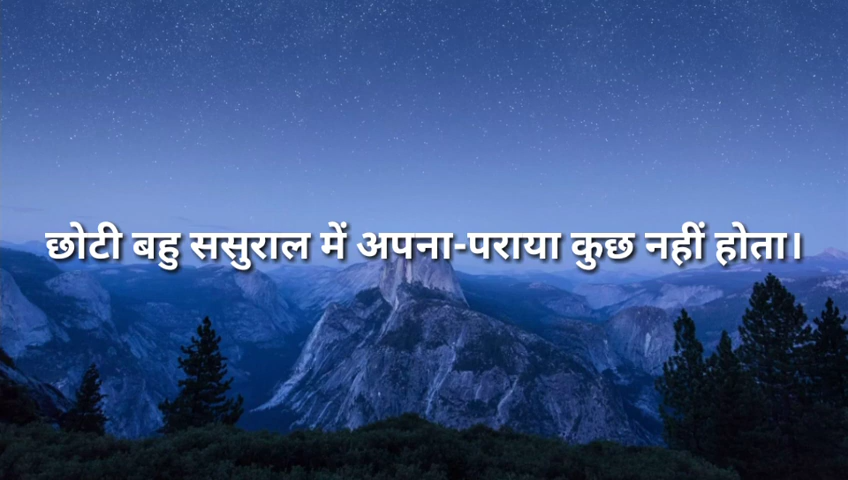 छोटी बहु ससुराल में अपना-पराया कुछ नहीं होता।